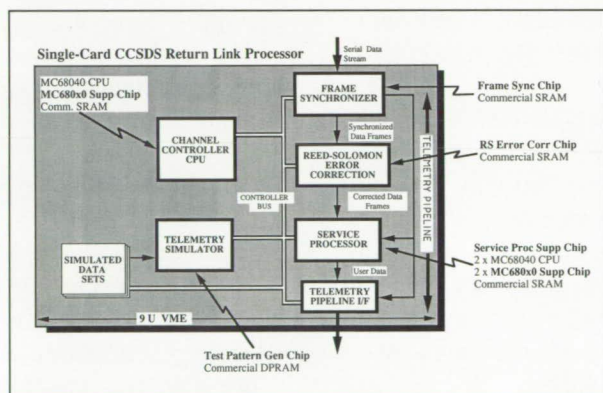 Single-Card CCSDS Return Link Processor
Serial Data
Stream
MC68040 CPU
MC680x0 Supp Chip
Comm. SRAM
FRAME
SYNCHRONIZER
Frame Sync Chip
Commercial SRAM
Synchronized
Data Frames
CHANNEL
CONTROLLER
CPU
REED-SOLOMON
ERROR
CORRECTION
RS Error Corr Chip
Commercial SRAM
TELEMETRY PIPELINE
CONTROLLER
BUS
Corrected Data
Frames
TELEMETRY
SIMULATOR
SERVICE
PROCESSOR
SIMULATED
DATA
SETS
User Data
Service Proc Supp Chip
2 x MC68040 CPU
2 x MC680x0 Supp Chip
Commercial SRAM
TELEMETRY
PIPELINE I/F
9 U VME
Test Pattern Gen Chip
Commercial DPRAM